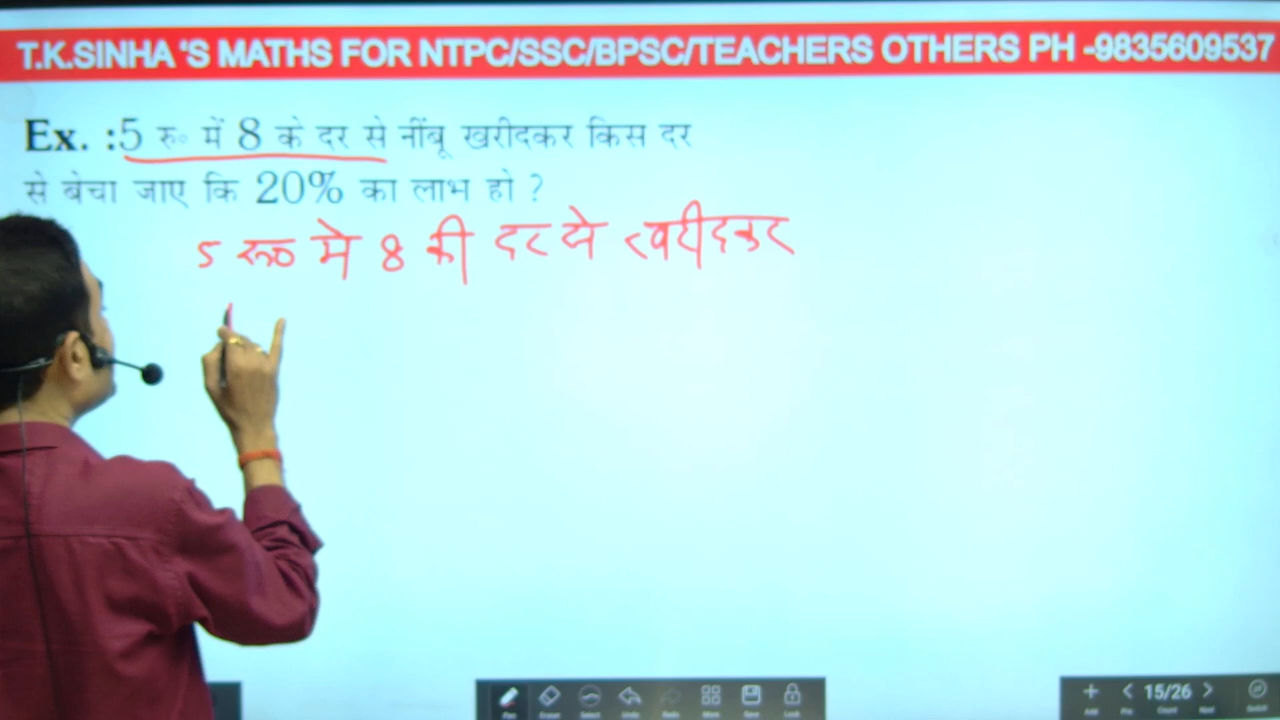 T.K.SINHA 'S MATHS FOR NTPC/SSC/BPSC/TEACHERS OTHERS PH -9835609537
Ex. :5 रु॰ में 8 के दर से नींबू खरीदकर किस दर
से बेचा जाए कि 20% का लाभ हो ?
5 रू० मे 8 की दर से खरीदकर
15/26